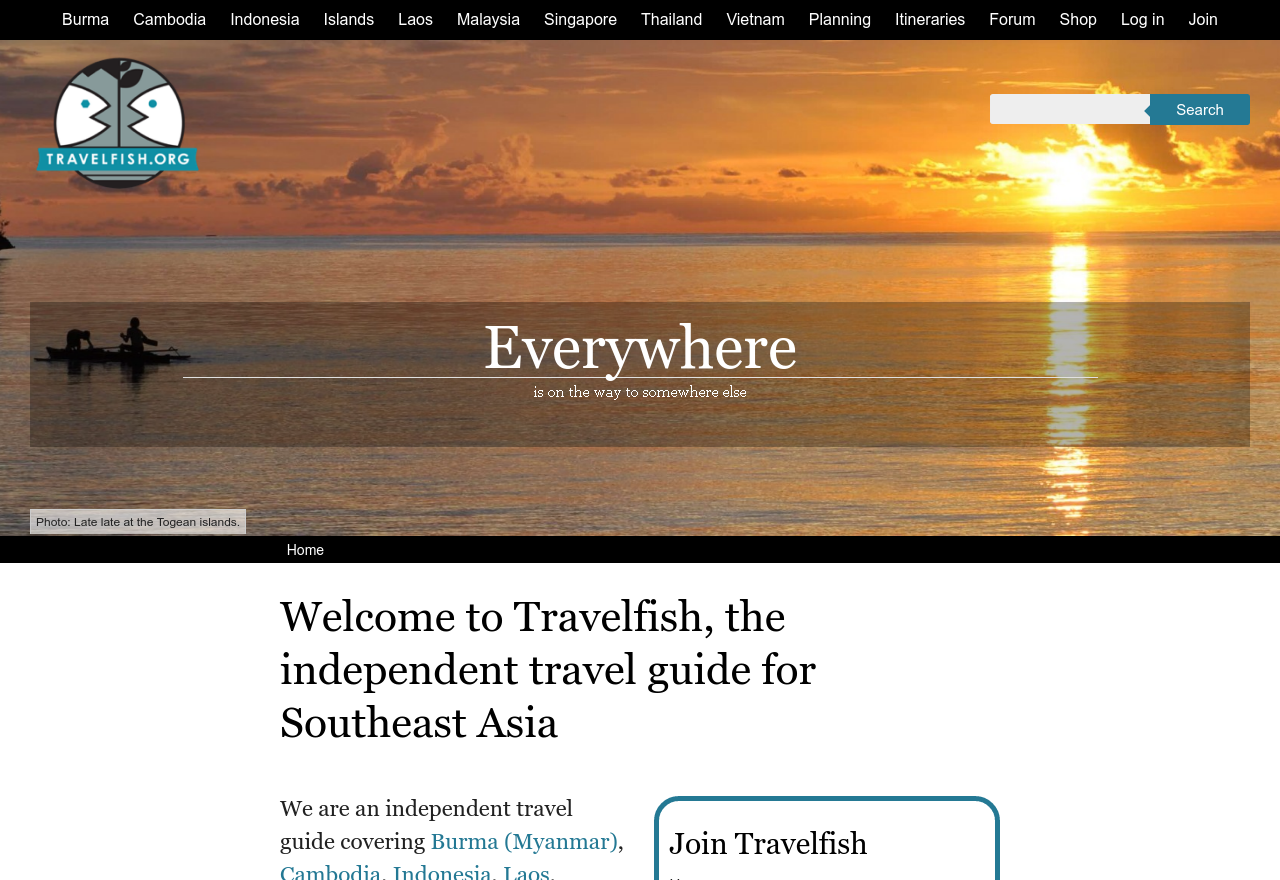 Burma Cambodia Indonesia Islands Laos Malaysia Singapore Thailand Vietnam Planning Itineraries Forum Shop Log in Join
TRAVELFISH.ORG
Search
Everywhere
is on the way to somewhere else
Photo: Late late at the Togean islands.
Home
Welcome to Travelfish, the
independent travel guide for
Southeast Asia
We are an independent travel
guide covering Burma (Myanmar),
Cambodia, Indonesia, Laos,
Join Travelfish